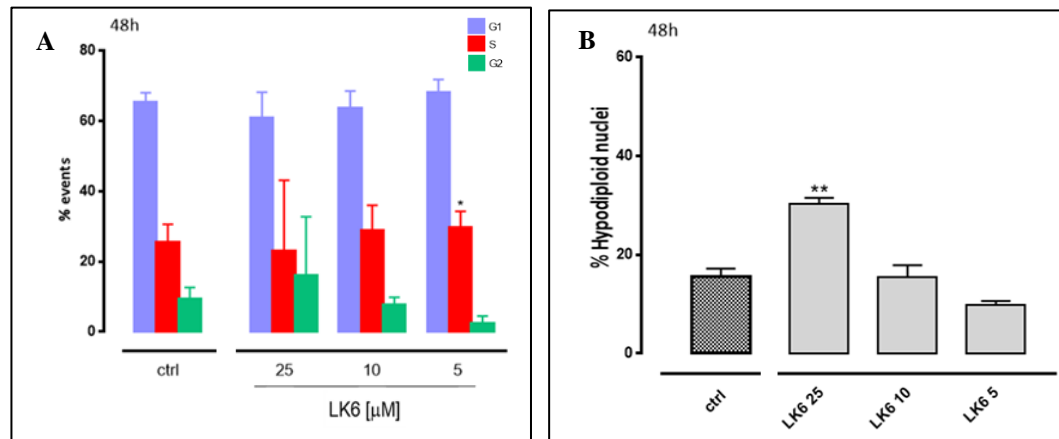 48h
A
G1
S
G2
80
60
40
20
0
% events
*
ctrl
25 10 5
LK6 [µM]
B
48h
60
40
20
0
% Hypodiploid nuclei
**
ctrl
LK6 25
LK6 10
LK6 5